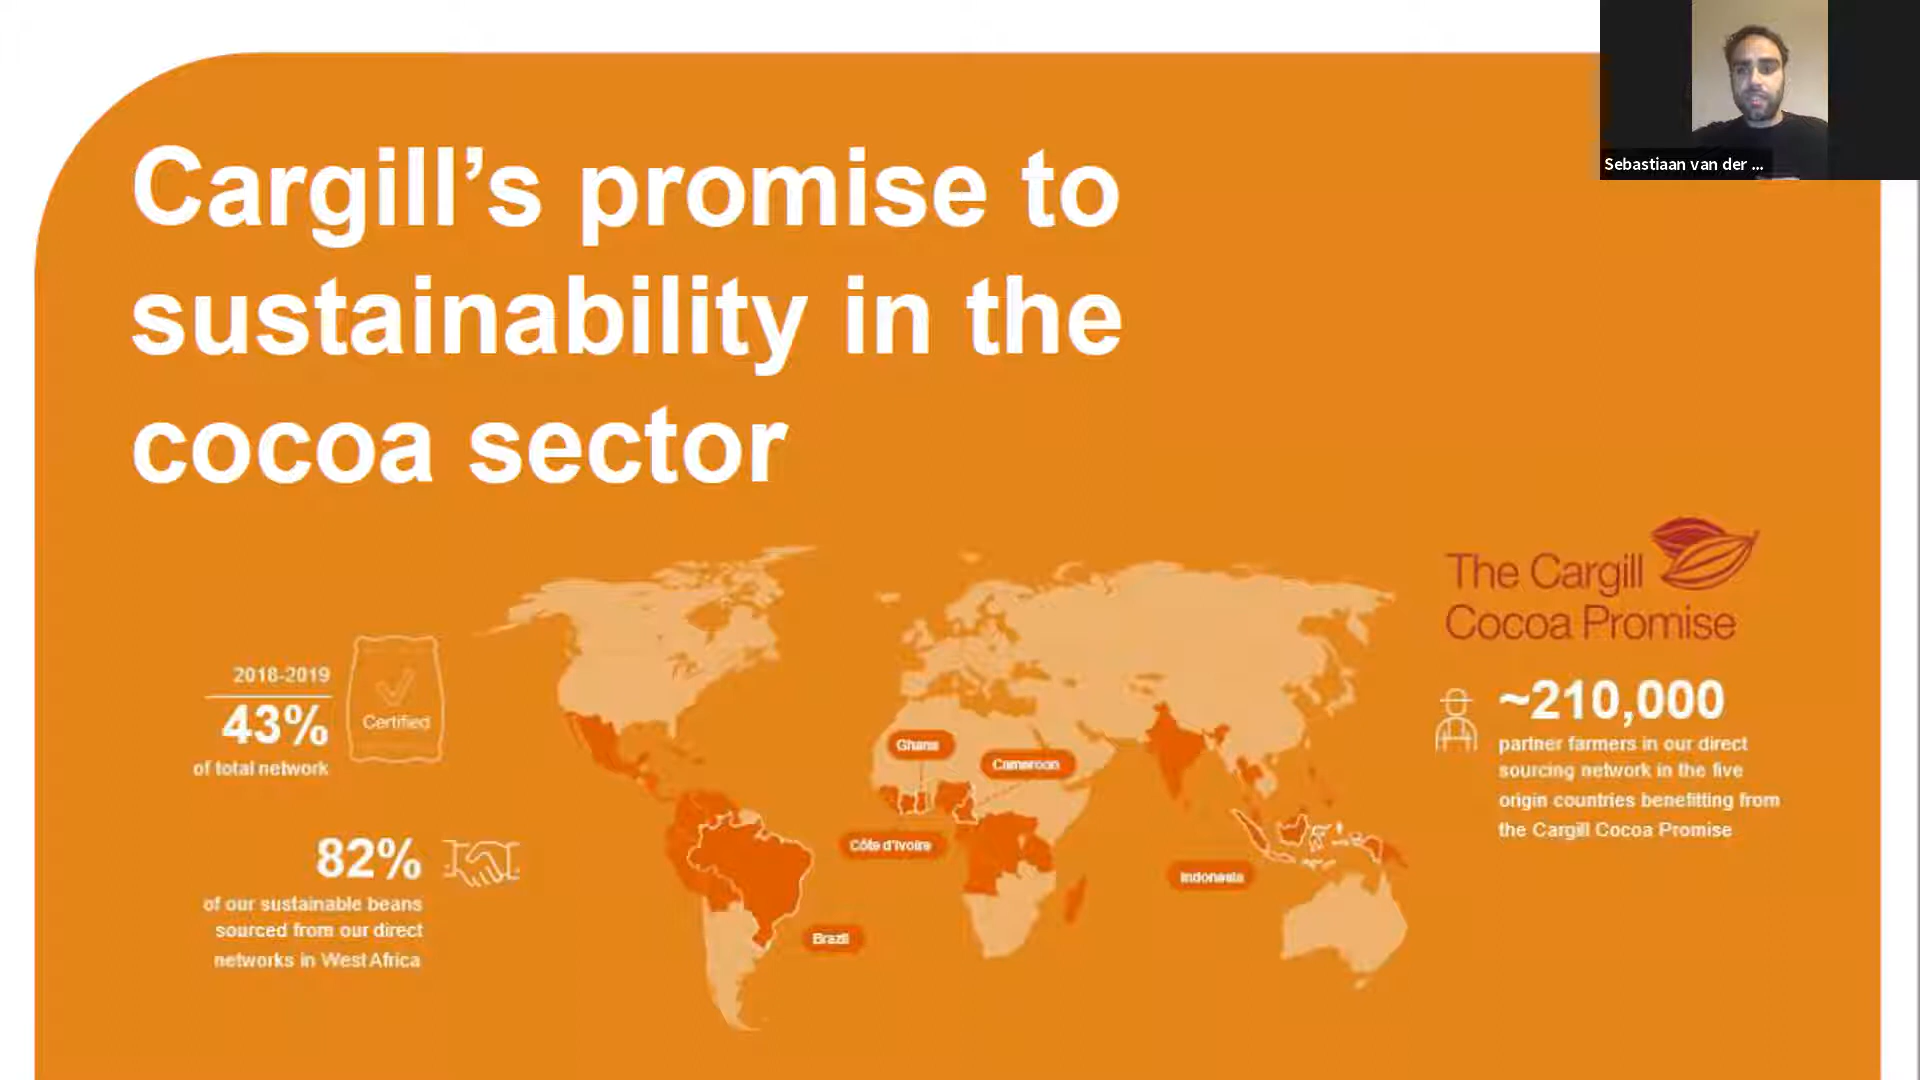 Cargill’s promise to
sustainability in the
cocoa sector
Sebastiaan van der ...
The Cargill
Cocoa Promise
2018-2019
43%
of total network
Certified
82%
of our sustainable beans
sourced from our direct
networks in West Africa
Ghana
Cameroon
Côte d'Ivoire
Brazil
Indonesia
~210,000
partner farmers in our direct
sourcing network in the five
origin countries benefitting from
the Cargill Cocoa Promise